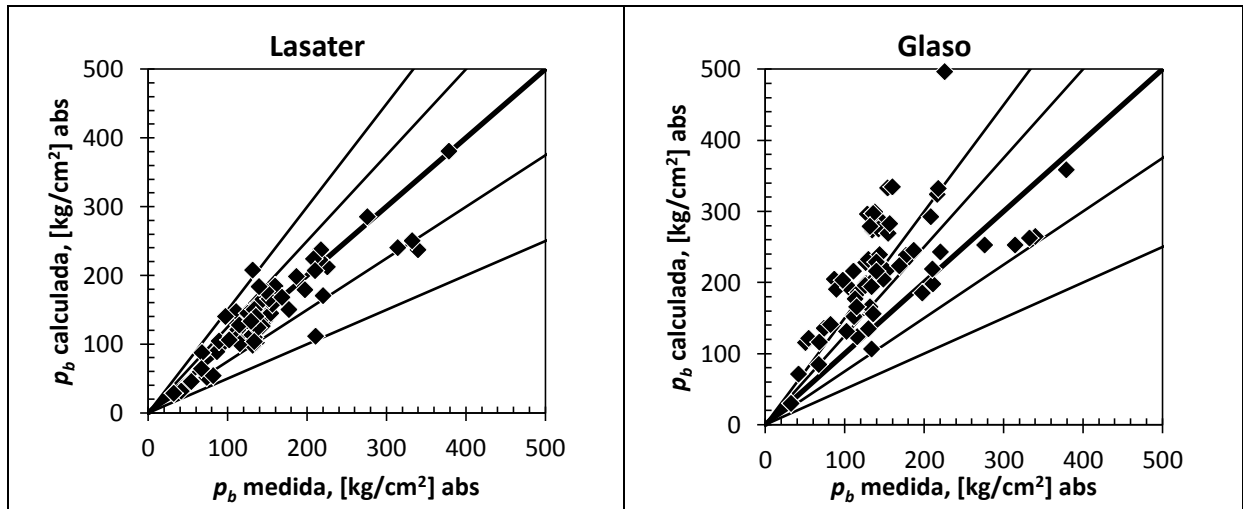 Lasater
500
400
300
200
100
0
p_b calculada, [kg/cm²] abs
0 100 200 300 400 500
p_b medida, [kg/cm²] abs
Glaso
500
400
300
200
100
0
p_b calculada, [kg/cm²] abs
0 100 200 300 400 500
p_b medida, [kg/cm²] abs